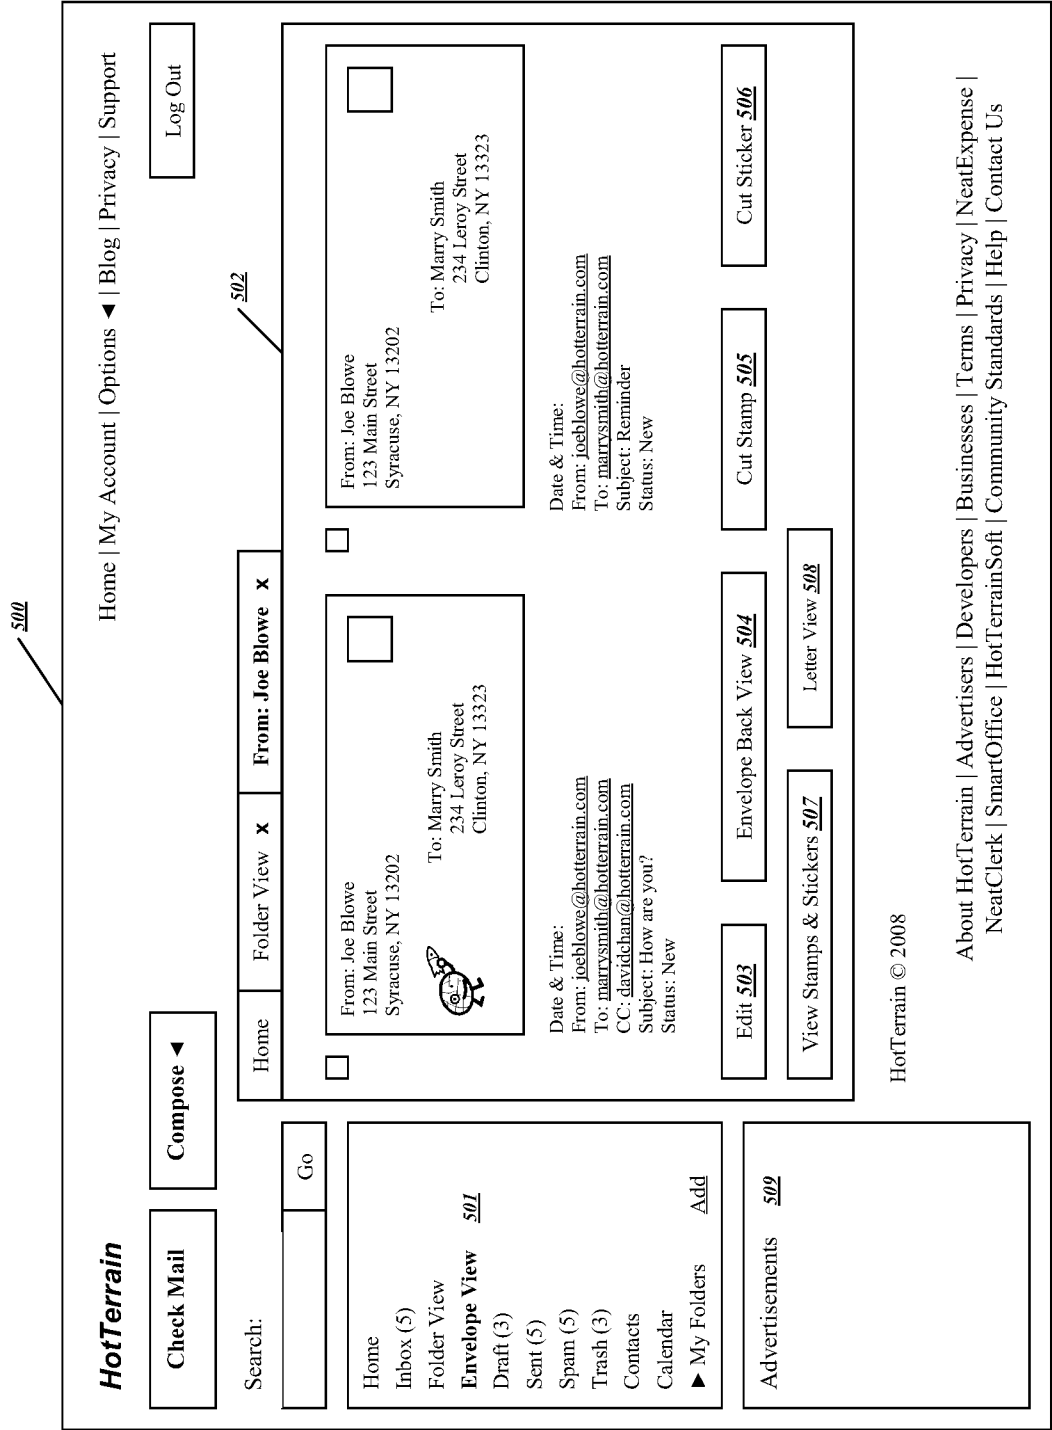 500
HotTerrain
Home | My Account | Options ▼ | Blog | Privacy | Support
Check Mail
Compose ▼
Log Out
Search:
Go
Home
Folder View x
From: Joe Blowe x
502
Home
Inbox (5)
Folder View
Envelope View 501
Draft (3)
Sent (5)
Spam (5)
Trash (3)
Contacts
Calendar
► My Folders Add
Advertisements 509
From: Joe Blowe
123 Main Street
Syracuse, NY 13202
To: Marry Smith
234 Leroy Street
Clinton, NY 13323
Date & Time:
From: joeblowe@hotterrain.com
To: marrysmith@hotterrain.com
CC: davidchan@hotterrain.com
Subject: How are you?
Status: New
From: Joe Blowe
123 Main Street
Syracuse, NY 13202
To: Marry Smith
234 Leroy Street
Clinton, NY 13323
Date & Time:
From: joeblowe@hotterrain.com
To: marrysmith@hotterrain.com
Subject: Reminder
Status: New
Edit 503
Envelope Back View 504
Cut Stamp 505
Cut Sticker 506
View Stamps & Stickers 507
Letter View 508
HotTerrain © 2008
About HotTerrain | Advertisers | Developers | Businesses | Terms | Privacy | NeatExpense |
NeatClerk | SmartOffice | HotTerrainSoft | Community Standards | Help | Contact Us